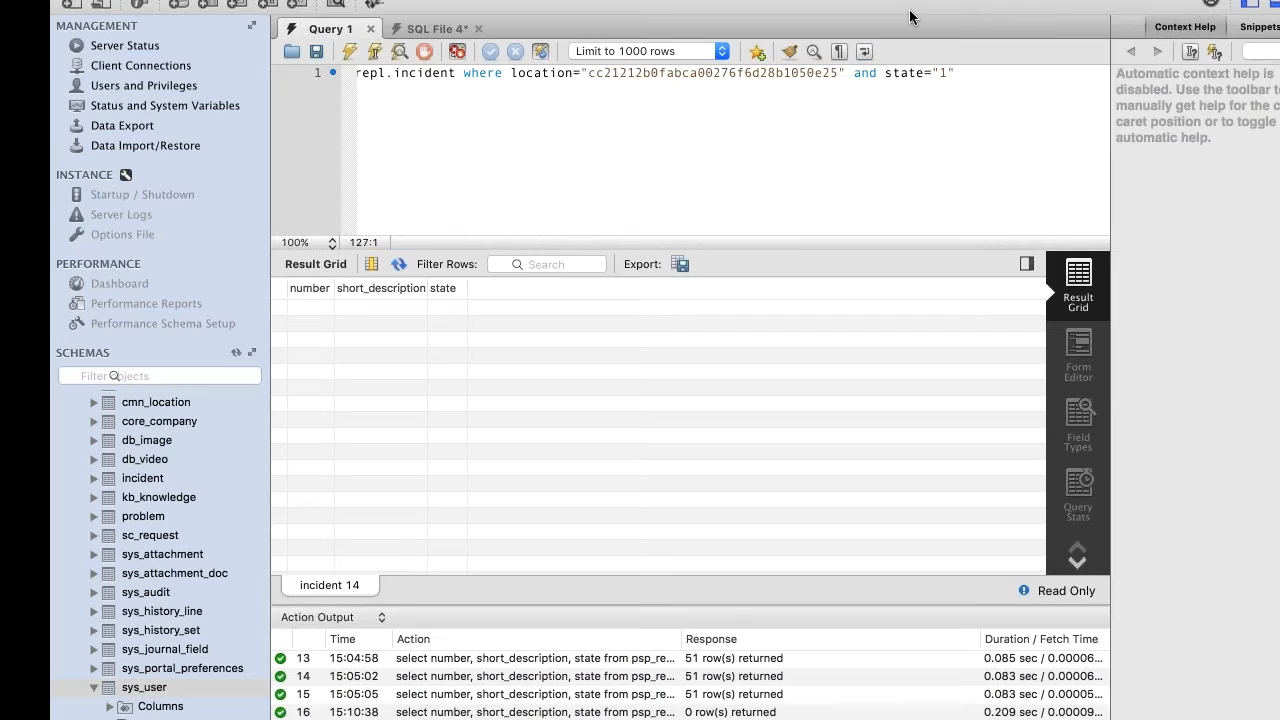 MANAGEMENT
Server Status
Client Connections
Users and Privileges
Status and System Variables
Data Export
Data Import/Restore
INSTANCE
Startup / Shutdown
Server Logs
Options File
PERFORMANCE
Dashboard
Performance Reports
Performance Schema Setup
SCHEMAS
Filter objects
cmn_location
core_company
db_image
db_video
incident
kb_knowledge
problem
sc_request
sys_attachment
sys_attachment_doc
sys_audit
sys_history_line
sys_history_set
sys_journal_field
sys_portal_preferences
sys_user
Columns
Query 1
SQL File 4*
Limit to 1000 rows
1 repl.incident where location="cc21212b0fabca00276f6d28b1050e25" and state="1"
100% 127:1
Result Grid Filter Rows: Search Export:
number short_description state
Result
Grid
Form
Editor
Field
Types
Query
Stats
incident 14
Read Only
Action Output
Time Action Response Duration / Fetch Time
13 15:04:58 select number, short_description, state from psp_re... 51 row(s) returned 0.085 sec / 0.00006...
14 15:05:02 select number, short_description, state from psp_re... 51 row(s) returned 0.083 sec / 0.00006...
15 15:05:05 select number, short_description, state from psp_re... 51 row(s) returned 0.083 sec / 0.00005...
16 15:10:38 select number, short_description, state from psp_re... 0 row(s) returned 0.209 sec / 0.00009...
Context Help Snippets
Automatic context help is
disabled. Use the toolbar to
manually get help for the c
caret position or to toggle
automatic help.